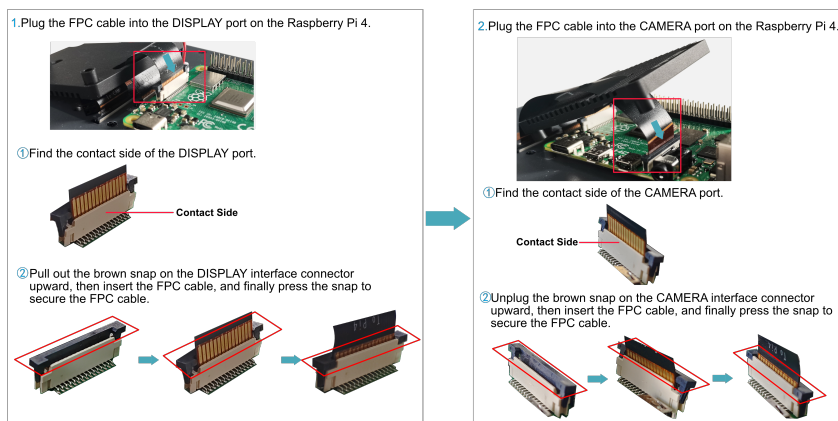 1.Plug the FPC cable into the DISPLAY port on the Raspberry Pi 4.
①Find the contact side of the DISPLAY port.
Contact Side
②Pull out the brown snap on the DISPLAY interface connector
upward, then insert the FPC cable, and finally press the snap to
secure the FPC cable.
2.Plug the FPC cable into the CAMERA port on the Raspberry Pi 4.
①Find the contact side of the CAMERA port.
Contact Side
②Unplug the brown snap on the CAMERA interface connector
upward, then insert the FPC cable, and finally press the snap to
secure the FPC cable.